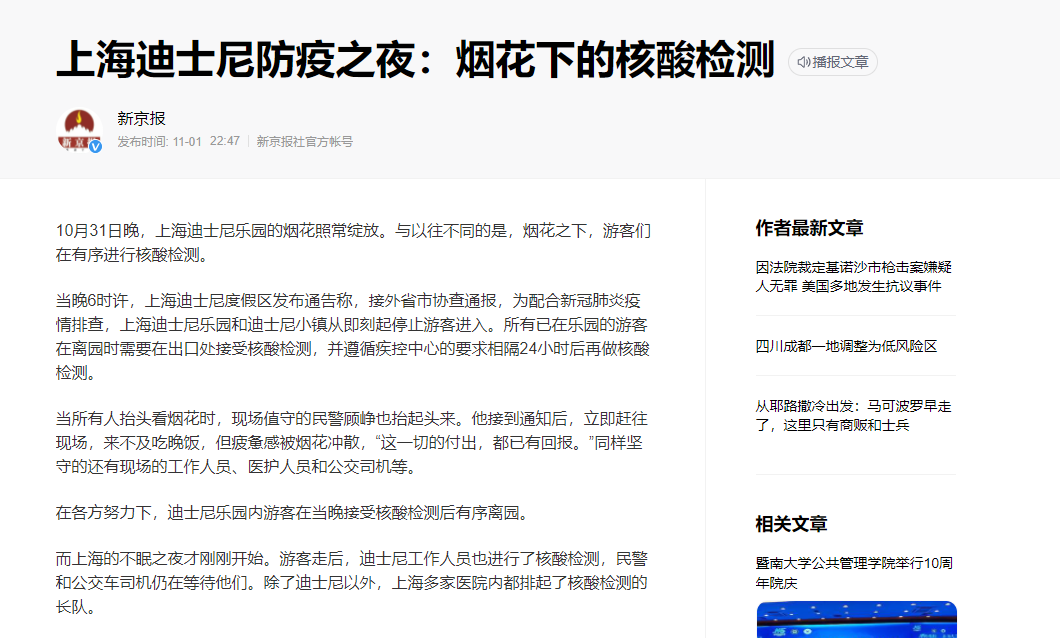 上海迪士尼防疫之夜：烟花下的核酸检测
播报文章
新京报
发布时间: 11-01 22:47 新京报社官方帐号
10月31日晚，上海迪士尼乐园的烟花照常绽放。与以往不同的是，烟花之下，游客们
在有序进行核酸检测。
当晚6时许，上海迪士尼度假区发布通告称，接外省市协查通报，为配合新冠肺炎疫
情排查，上海迪士尼乐园和迪士尼小镇从即刻起停止游客进入。所有已在乐园的游客
在离园时需要在出口处接受核酸检测，并遵循疾控中心的要求相隔24小时后再做核酸
检测。
当所有人抬头看烟花时，现场值守的民警顾峥也抬起头来。他接到通知后，立即赶往
现场，来不及吃晚饭，但疲惫感被烟花冲散，“这一切的付出，都已有回报。”同样坚
守的还有现场的工作人员、医护人员和公交司机等。
在各方努力下，迪士尼乐园内游客在当晚接受核酸检测后有序离园。
而上海的不眠之夜才刚刚开始。游客走后，迪士尼工作人员也进行了核酸检测，民警
和公交车司机仍在等待他们。除了迪士尼以外，上海多家医院内都排起了核酸检测的
长队。
作者最新文章
因法院裁定基诺沙市枪击案嫌疑
人无罪 美国多地发生抗议事件
四川成都一地调整为低风险区
从耶路撒冷出发：马可波罗早走
了，这里只有商贩和士兵
相关文章
暨南大学公共管理学院举行10周
年院庆